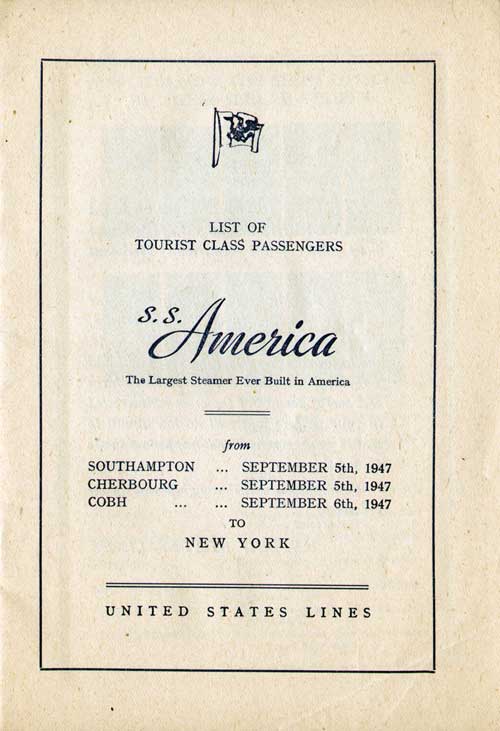 LIST OF
TOURIST CLASS PASSENGERS
s.s. America
The Largest Steamer Ever Built in America
from
SOUTHAMPTON ... SEPTEMBER 5th, 1947
CHERBOURG ... SEPTEMBER 5th, 1947
COBH ... ... SEPTEMBER 6th, 1947
TO
NEW YORK
UNITED STATES LINES